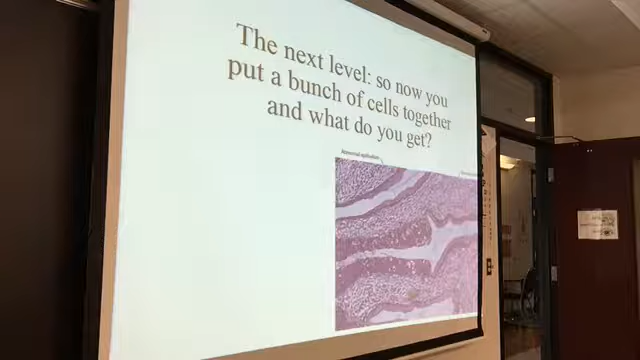 The next level: so now you
put a bunch of cells together
and what do you get?